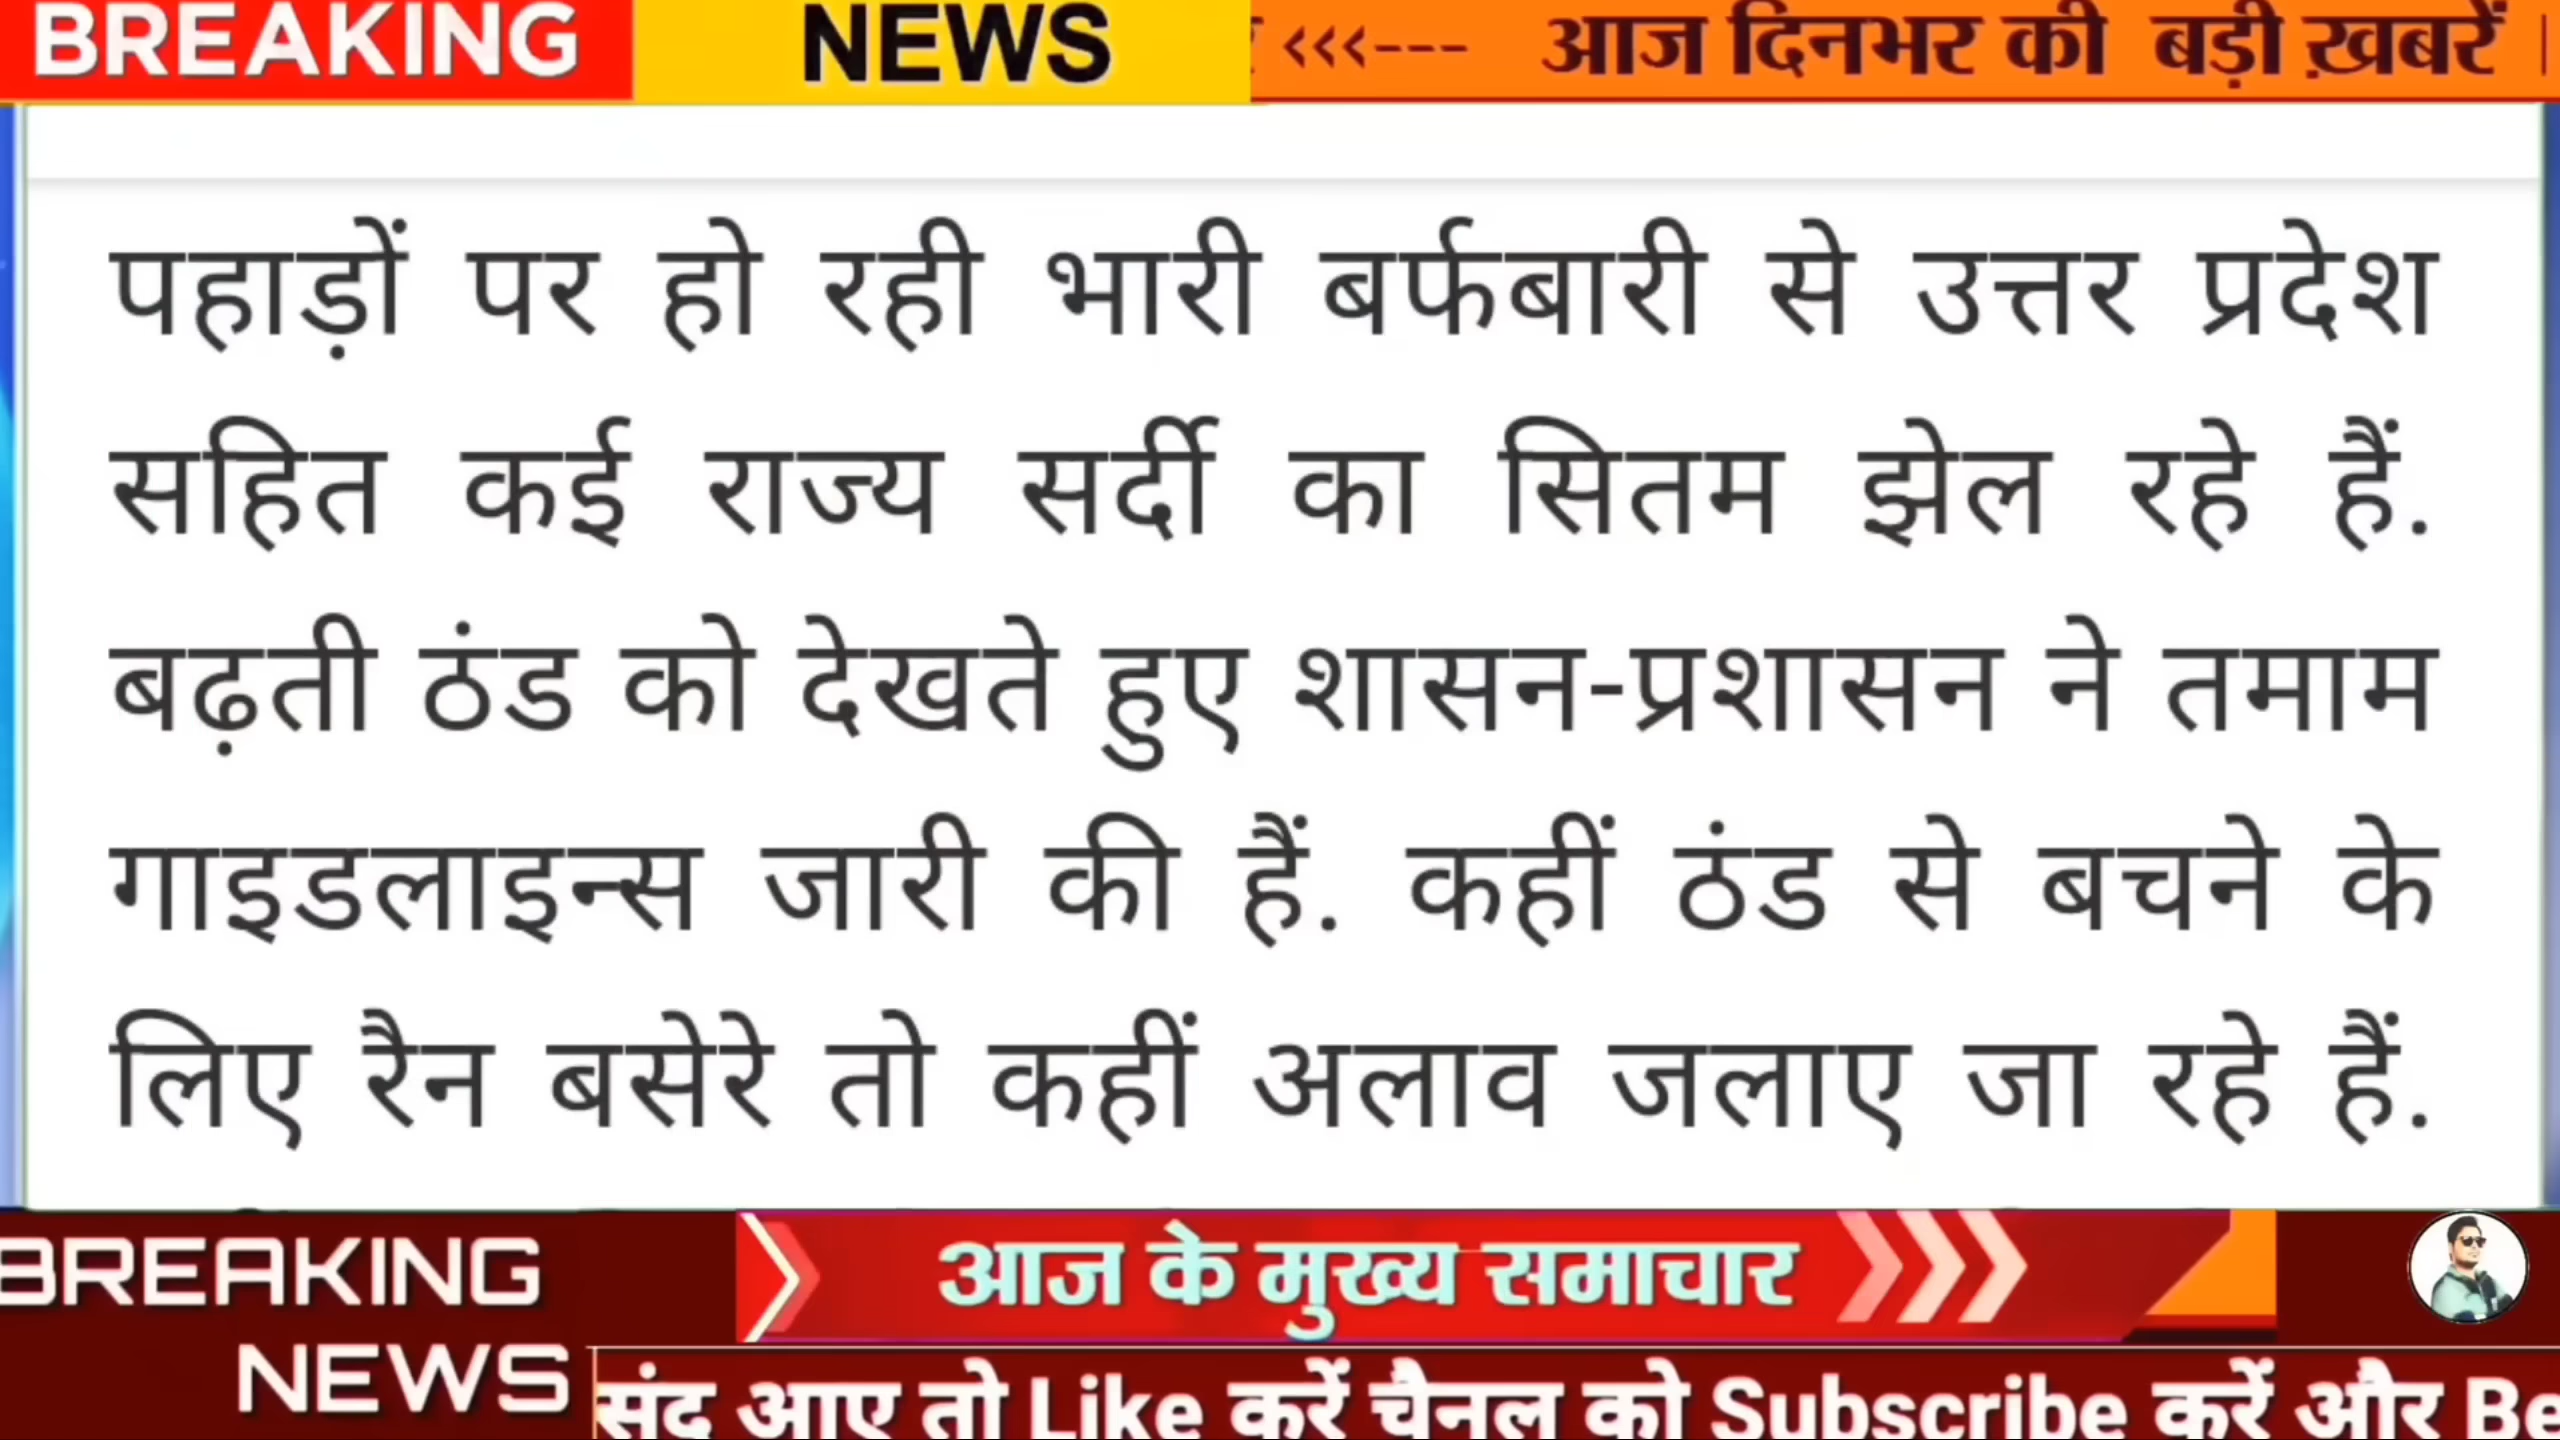 BREAKING NEWS <<<--- आज दिनभर की बड़ी ख़बरें |
पहाड़ों पर हो रही भारी बर्फबारी से उत्तर प्रदेश
सहित कई राज्य सर्दी का सितम झेल रहे हैं.
बढ़ती ठंड को देखते हुए शासन-प्रशासन ने तमाम
गाइडलाइन्स जारी की हैं. कहीं ठंड से बचने के
लिए रैन बसेरे तो कहीं अलाव जलाए जा रहे हैं.
BREAKING
NEWS
आज के मुख्य समाचार
संद आए तो Like करें चैनल को Subscribe करें और Be